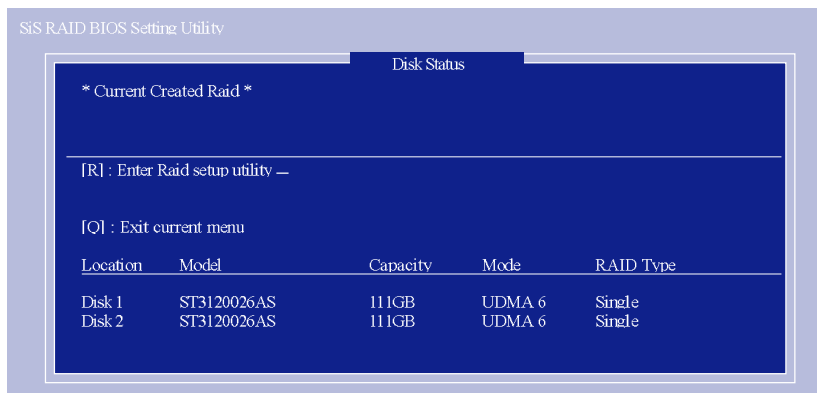 SiS RAID BIOS Setting Utility
Disk Status
* Current Created Raid *
[R] : Enter Raid setup utility _
[Q] : Exit current menu
Location Model Capacity Mode RAID Type
Disk 1 ST3120026AS 111GB UDMA 6 Single
Disk 2 ST3120026AS 111GB UDMA 6 Single